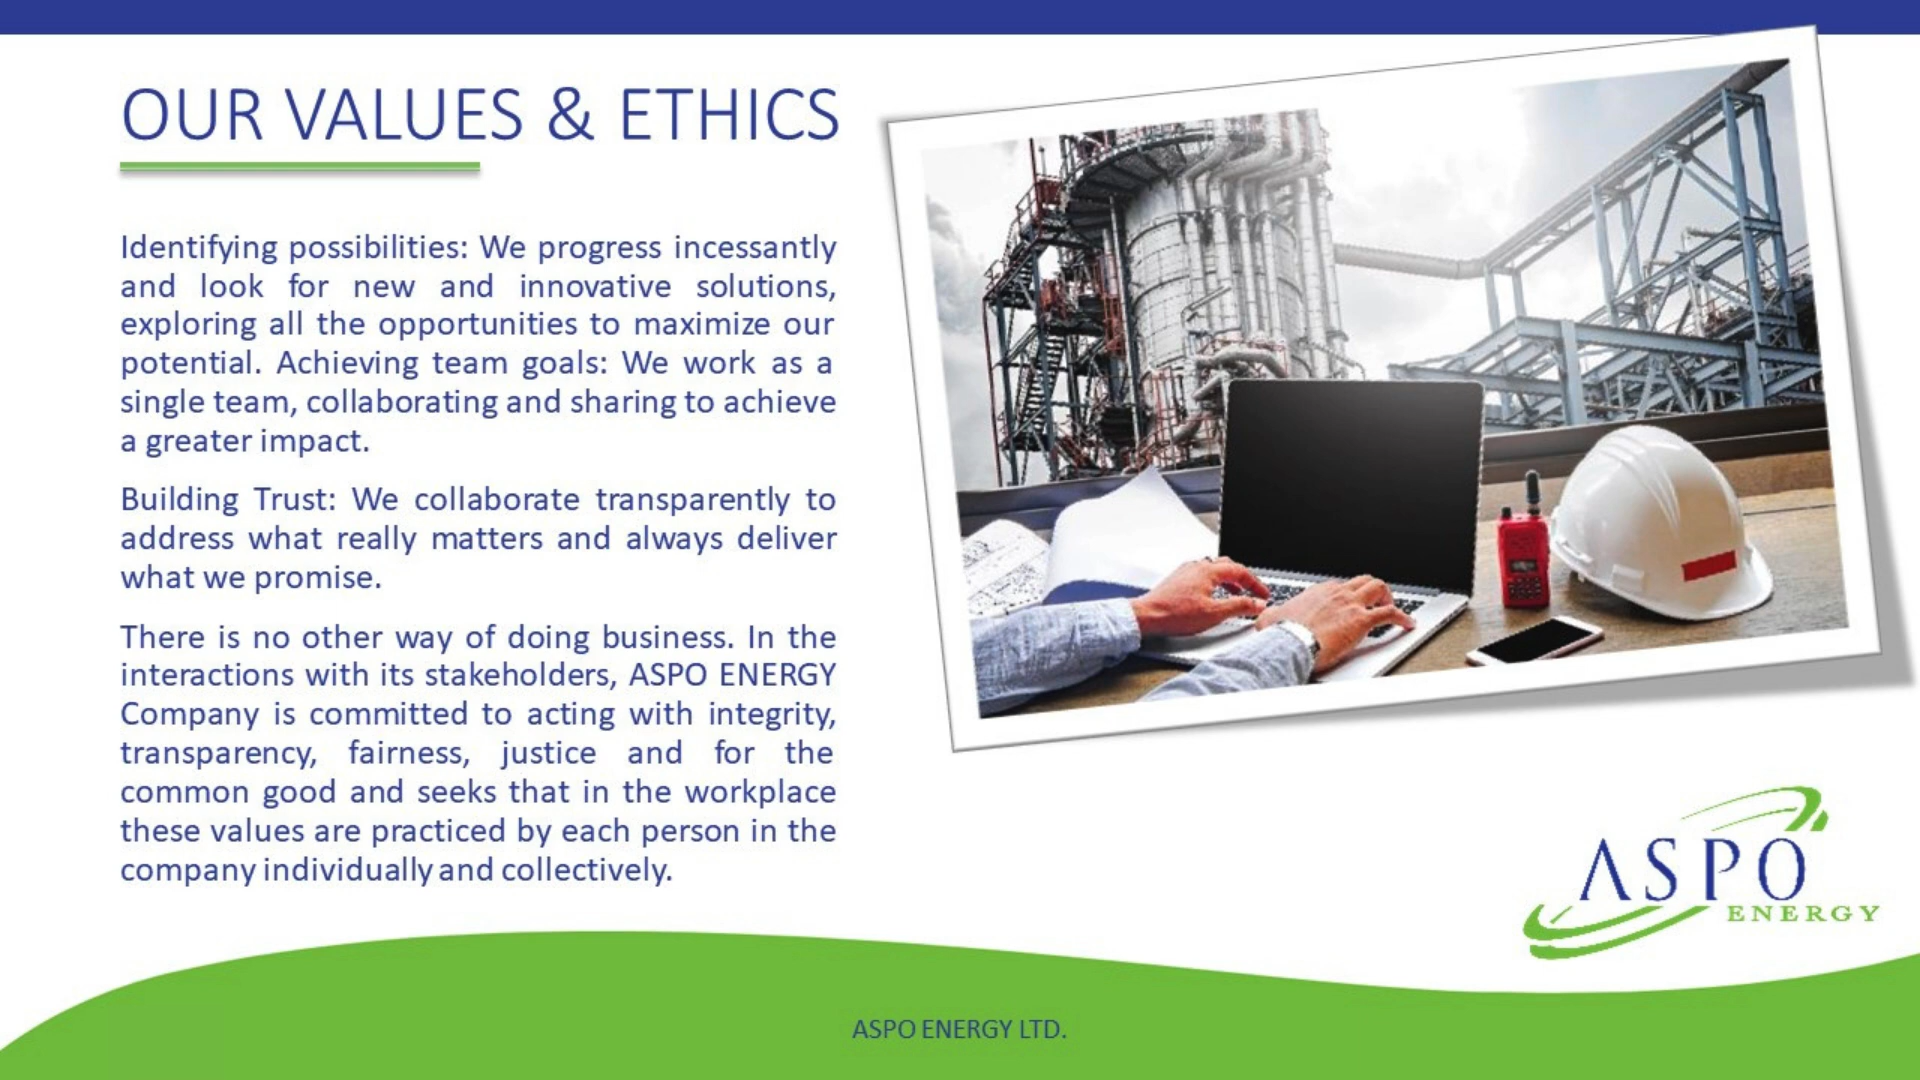 OUR VALUES & ETHICS
Identifying possibilities: We progress incessantly
and look for new and innovative solutions,
exploring all the opportunities to maximize our
potential. Achieving team goals: We work as a
single team, collaborating and sharing to achieve
a greater impact.
Building Trust: We collaborate transparently to
address what really matters and always deliver
what we promise.
There is no other way of doing business. In the
interactions with its stakeholders, ASPO ENERGY
Company is committed to acting with integrity,
transparency, fairness, justice and for the
common good and seeks that in the workplace
these values are practiced by each person in the
company individually and collectively.
ASPO
ENERGY
ASPO ENERGY LTD.